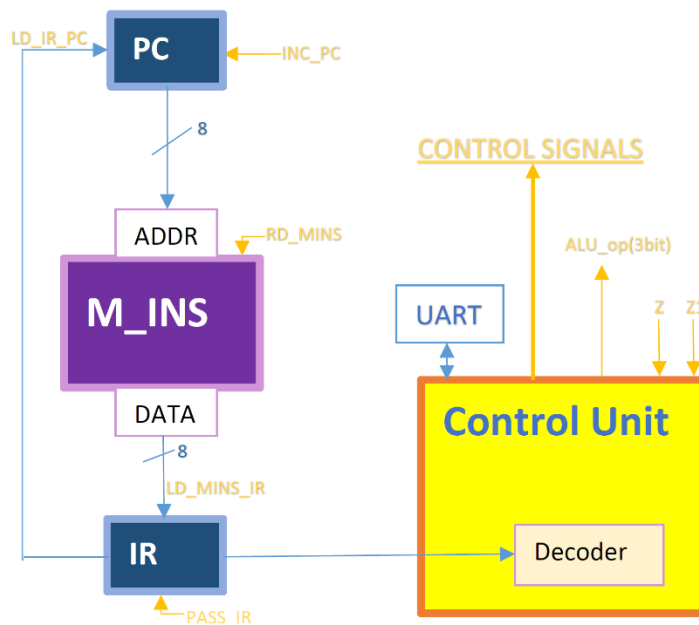 LD_IR_PC
PC
INC_PC
8
CONTROL SIGNALS
ADDR
RD_MINS
ALU_op(3bit)
M_INS
UART
Z
Z1
DATA
Control Unit
8
LD_MINS_IR
IR
Decoder
PASS_IR